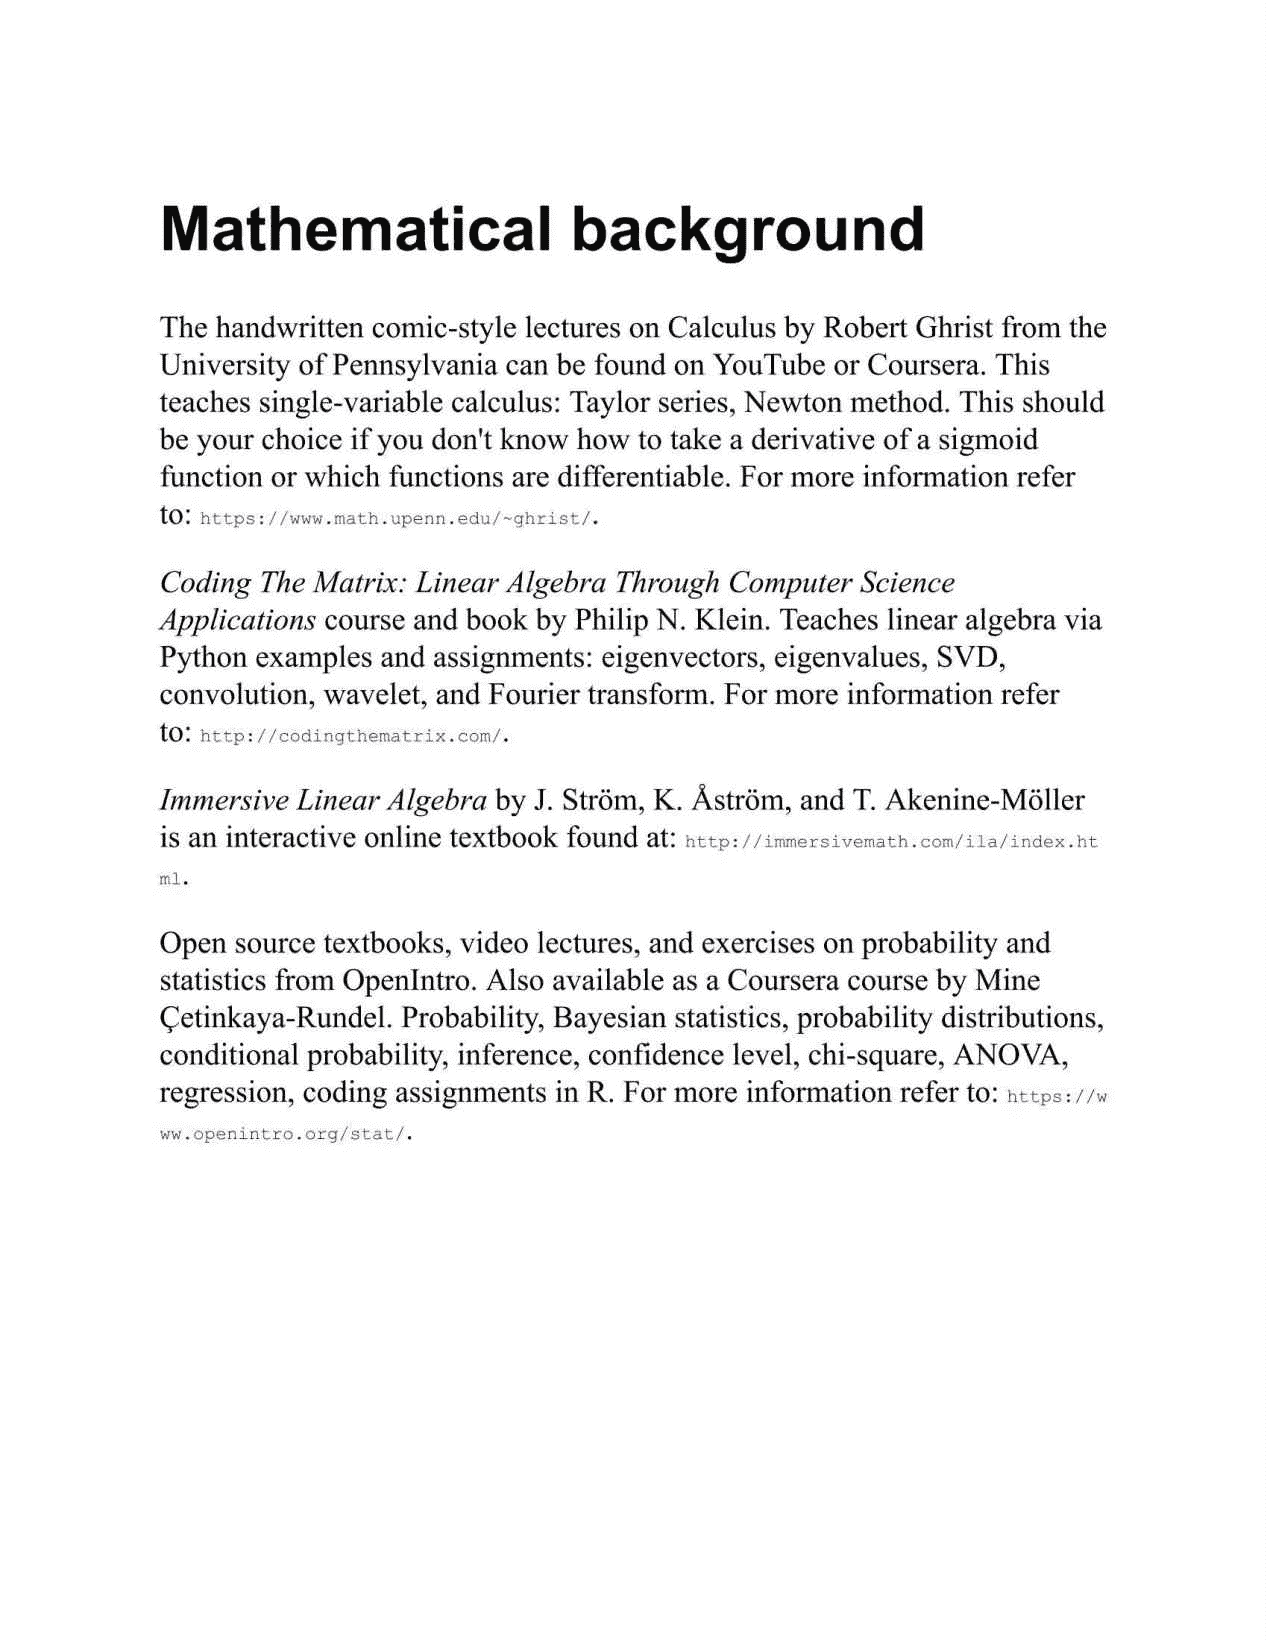 Mathematical background
The handwritten comic-style lectures on Calculus by Robert Ghrist from the
University of Pennsylvania can be found on YouTube or Coursera. This
teaches single-variable calculus: Taylor series, Newton method. This should
be your choice if you don't know how to take a derivative of a sigmoid
function or which functions are differentiable. For more information refer
to: https://www.math.upenn.edu/~ghrist/.
Coding The Matrix: Linear Algebra Through Computer Science
Applications course and book by Philip N. Klein. Teaches linear algebra via
Python examples and assignments: eigenvectors, eigenvalues, SVD,
convolution, wavelet, and Fourier transform. For more information refer
to: http://codingthematrix.com/.
Immersive Linear Algebra by J. Ström, K. Åström, and T. Akenine-Möller
is an interactive online textbook found at: http://immersivemath.com/ila/index.ht
ml.
Open source textbooks, video lectures, and exercises on probability and
statistics from OpenIntro. Also available as a Coursera course by Mine
Çetinkaya-Rundel. Probability, Bayesian statistics, probability distributions,
conditional probability, inference, confidence level, chi-square, ANOVA,
regression, coding assignments in R. For more information refer to: https://w
ww.openintro.org/stat/.